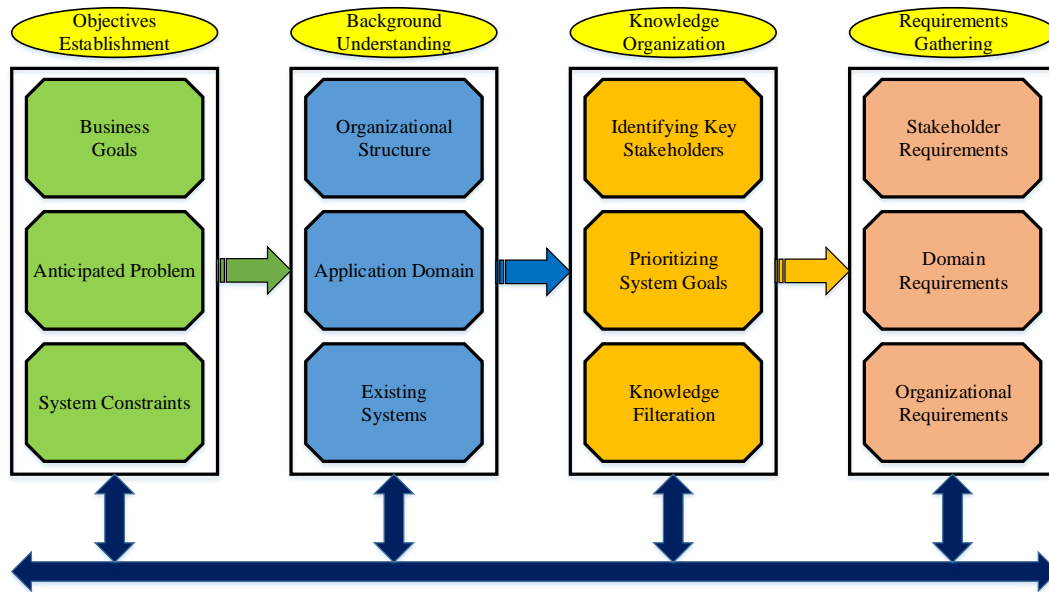 Objectives
Establishment
Background
Understanding
Knowledge
Organization
Requirements
Gathering
Business
Goals
Anticipated Problem
System Constraints
Organizational
Structure
Application Domain
Existing
Systems
Identifying Key
Stakeholders
Prioritizing
System Goals
Knowledge
Filteration
Stakeholder
Requirements
Domain
Requirements
Organizational
Requirements